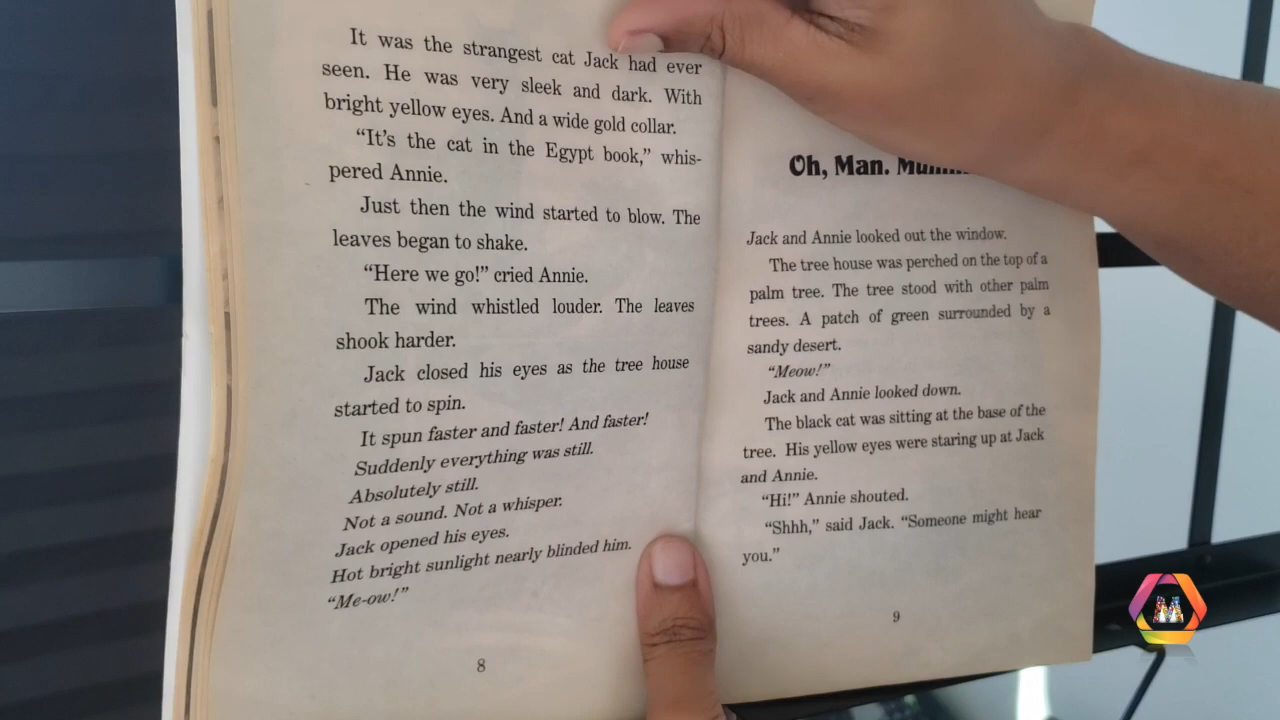 It was the strangest cat Jack had ever
seen. He was very sleek and dark. With
bright yellow eyes. And a wide gold collar.
“It’s the cat in the Egypt book,” whis-
pered Annie.
Just then the wind started to blow. The
leaves began to shake.
“Here we go!” cried Annie.
The wind whistled louder. The leaves
shook harder.
Jack closed his eyes as the tree house
started to spin.
It spun faster and faster! And faster!
Suddenly everything was still.
Absolutely still.
Not a sound. Not a whisper.
Jack opened his eyes.
Hot bright sunlight nearly blinded him.
“Me-ow!”
8
Oh, Man.
Jack and Annie looked out the window.
The tree house was perched on the top of a
palm tree. The tree stood with other palm
trees. A patch of green surrounded by a
sandy desert.
“Meow!”
Jack and Annie looked down.
The black cat was sitting at the base of the
tree. His yellow eyes were staring up at Jack
and Annie.
“Hi!” Annie shouted.
“Shhh,” said Jack. “Someone might hear
you.”
9